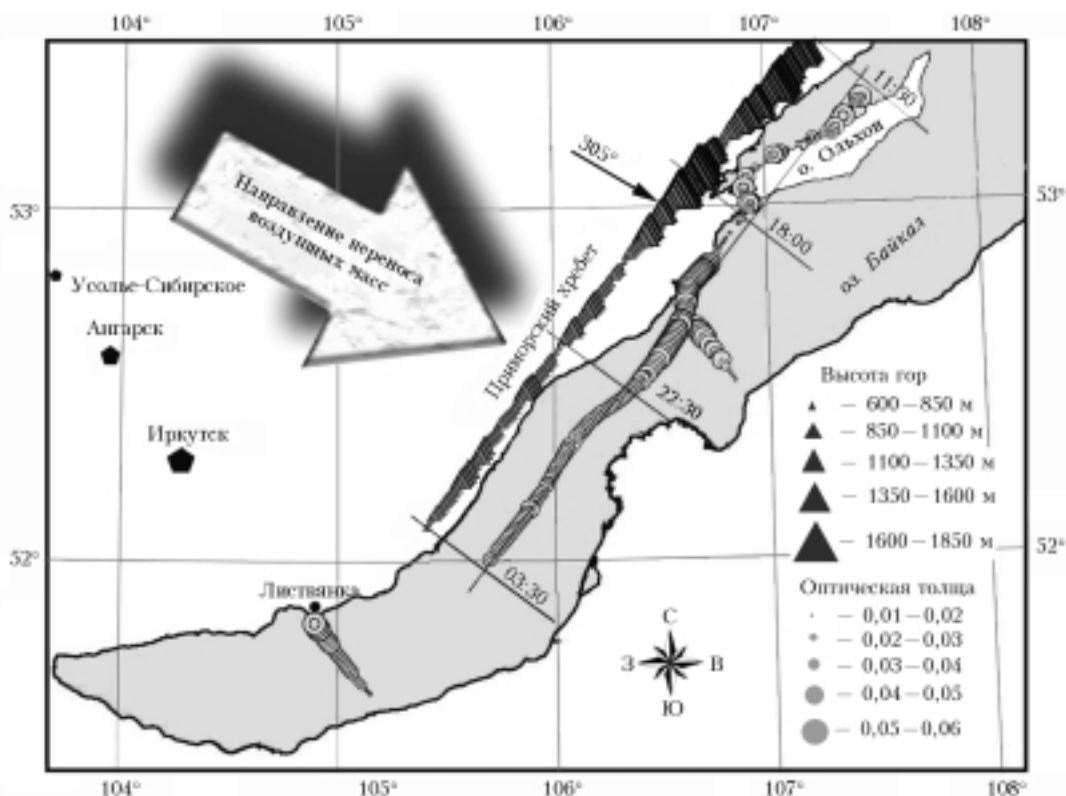 104°
105°
106°
107°
108°
11:30
о. Ольхон
305°
53°
53°
Направление переноса
воздушных масс
18:00
оз. Байкал
Усолье-Сибирское
Ангарск
Приморский хребет
22:30
Иркутск
Высота гор
– 600–850 м
– 850–1100 м
– 1100–1350 м
– 1350–1600 м
– 1600–1850 м
52°
52°
03:30
Листвянка
Оптическая толща
– 0,01–0,02
– 0,02–0,03
– 0,03–0,04
– 0,04–0,05
– 0,05–0,06
С
З
В
Ю
104°
105°
106°
107°
108°